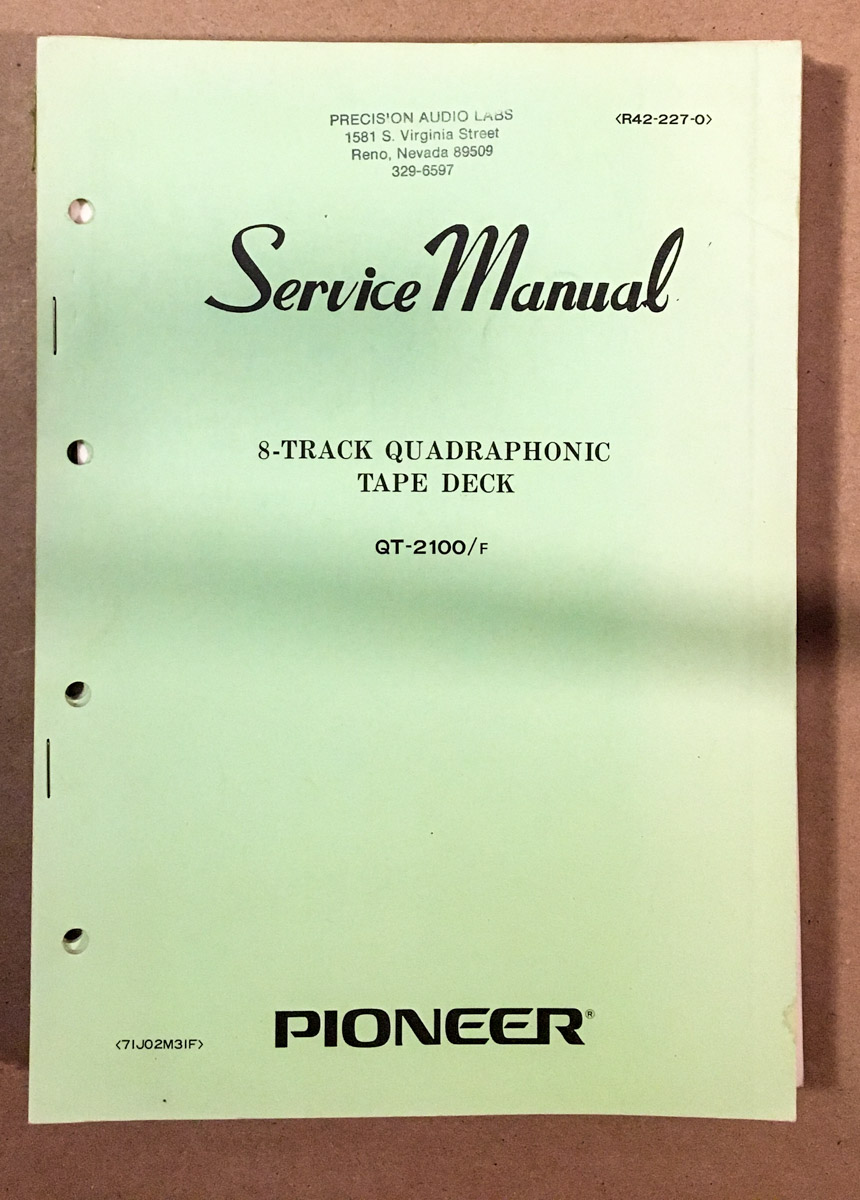 PRECISION AUDIO LABS
1581 S. Virginia Street
Reno, Nevada 89509
329-6597
<R42-227-0>
Service Manual
8-TRACK QUADRAPHONIC
TAPE DECK
QT-2100/F
<71J02M31F>
PIONEER®